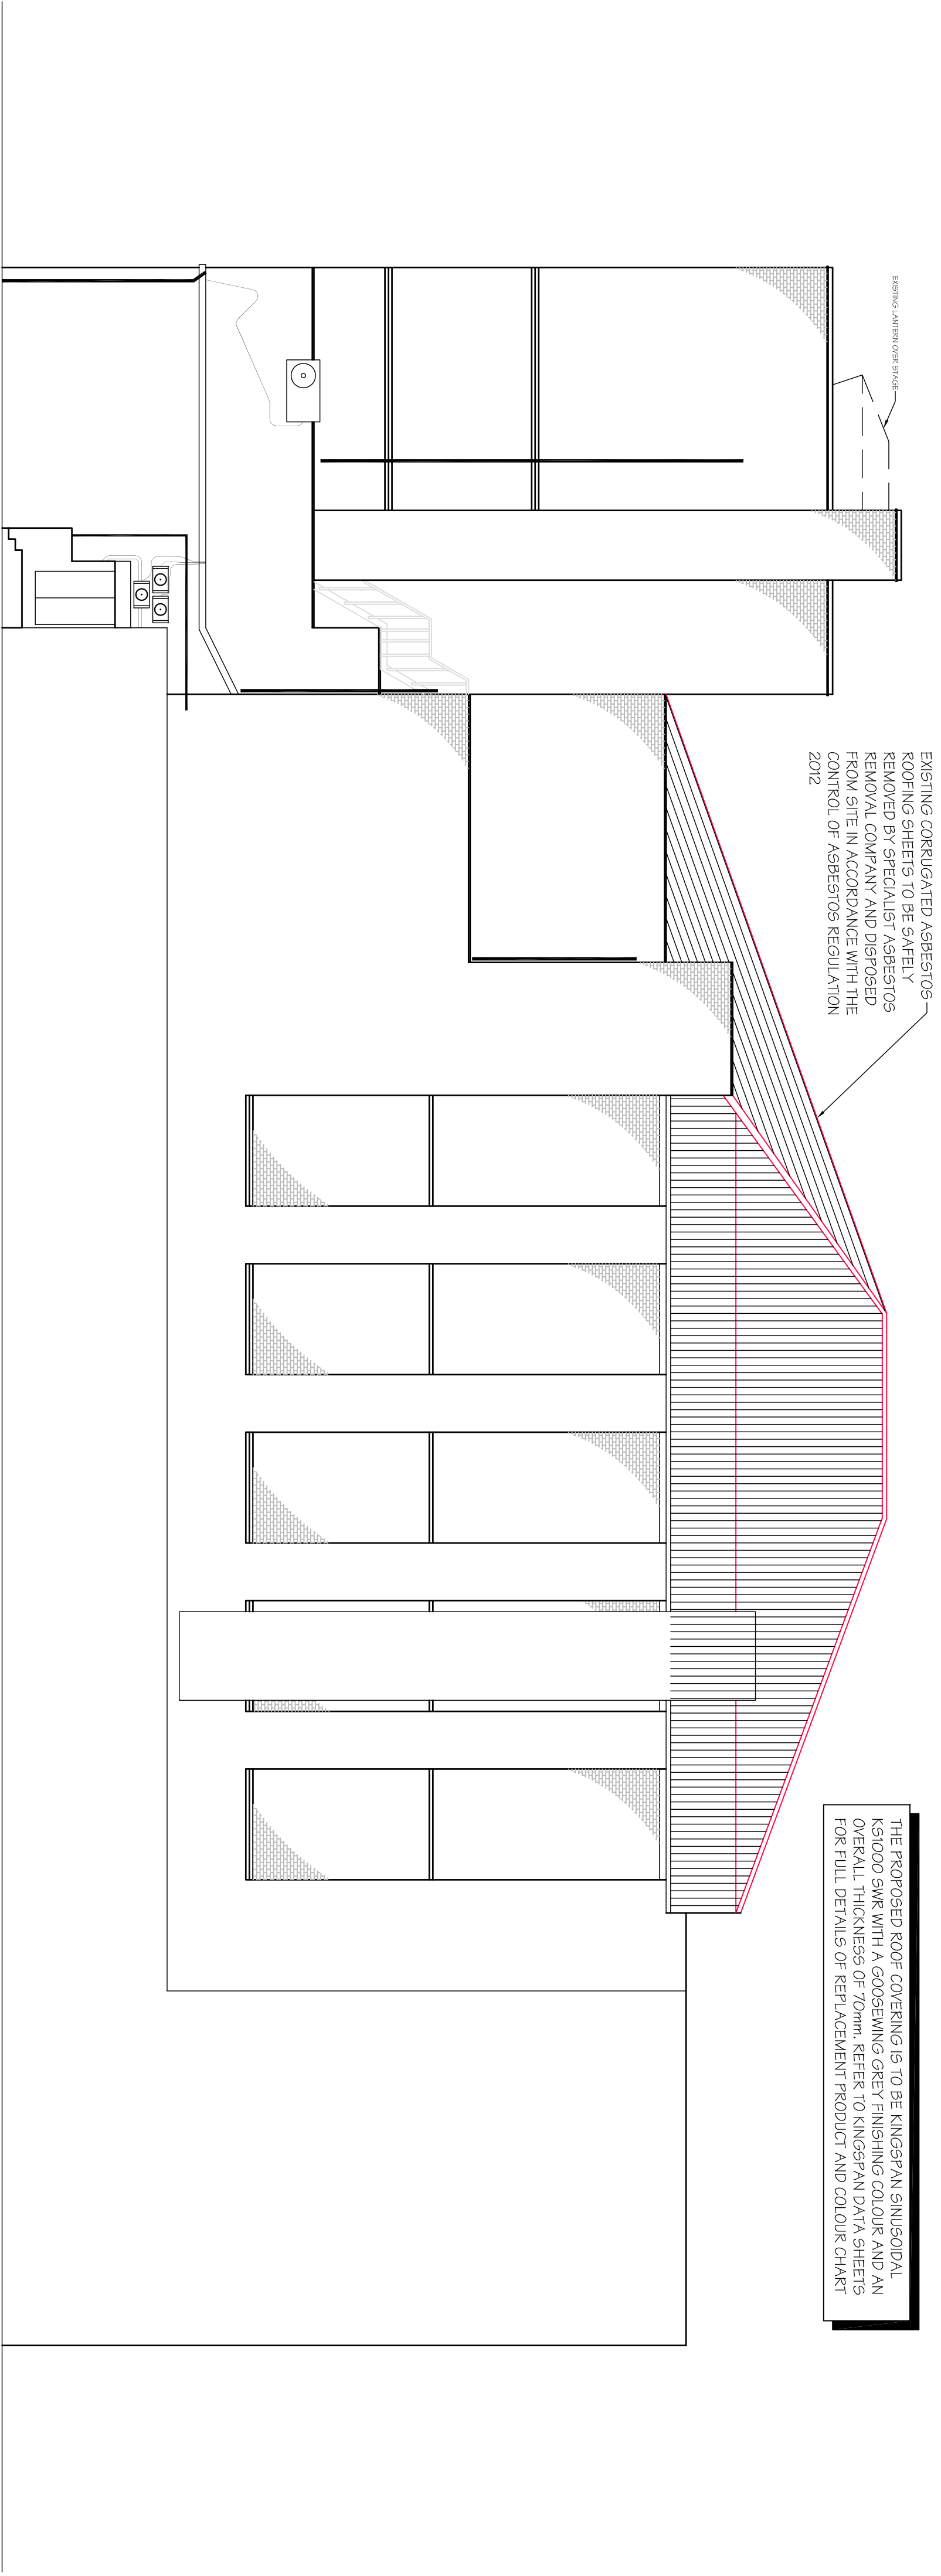 EXISTING LANTERN OVER STAGE
EXISTING CORRUGATED ASBESTOS
ROOFING SHEETS TO BE SAFELY
REMOVED BY SPECIALIST ASBESTOS
REMOVAL COMPANY AND DISPOSED
FROM SITE IN ACCORDANCE WITH THE
CONTROL OF ASBESTOS REGULATION
2012
THE PROPOSED ROOF COVERING IS TO BE KINGSPAN SINUSOIDAL
KS1000 SWR WITH A GOOSEWING GREY FINISHING COLOUR AND AN
OVERALL THICKNESS OF 70mm. REFER TO KINGSPAN DATA SHEETS
FOR FULL DETAILS OF REPLACEMENT PRODUCT AND COLOUR CHART